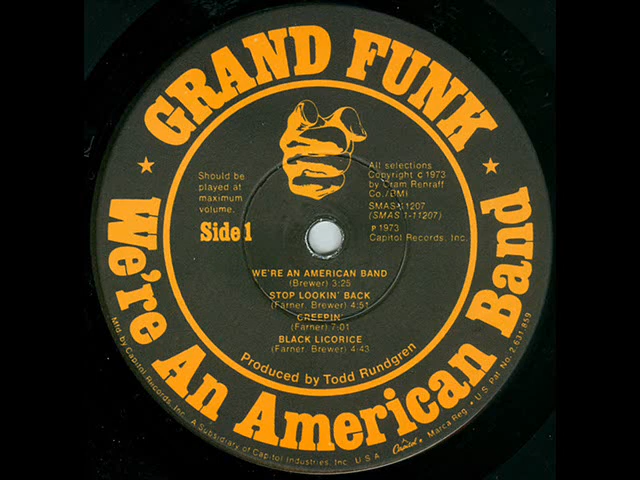 GRAND FUNK
We're An American Band
Should be
played at
maximum
volume.
Side 1
All selections
Copyright © 1973
by Cram Renraff
Co./BMI
SMAS-11207
(SMAS 1-11207)
℗ 1973
Capitol Records, Inc.
WE'RE AN AMERICAN BAND
(Brewer) 3:25
STOP LOOKIN' BACK
(Farner, Brewer) 4:51
CREEPIN'
(Farner) 7:01
BLACK LICORICE
(Farner, Brewer) 4:43
Produced by Todd Rundgren
Mfd. by Capitol Records, Inc. A Subsidiary of Capitol Industries, Inc. U S A Capitol Marca Reg. • U.S. Pat. No. 2,631,859